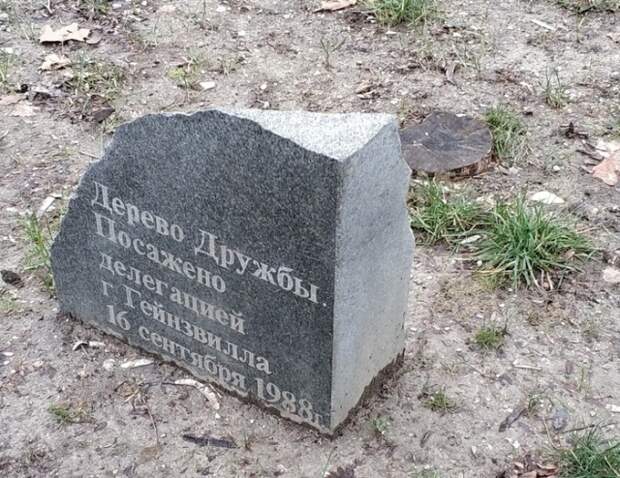 Дерево Дружбы.
Посажено
делегацией
г Гейнзвилла
16 сентября 1988г